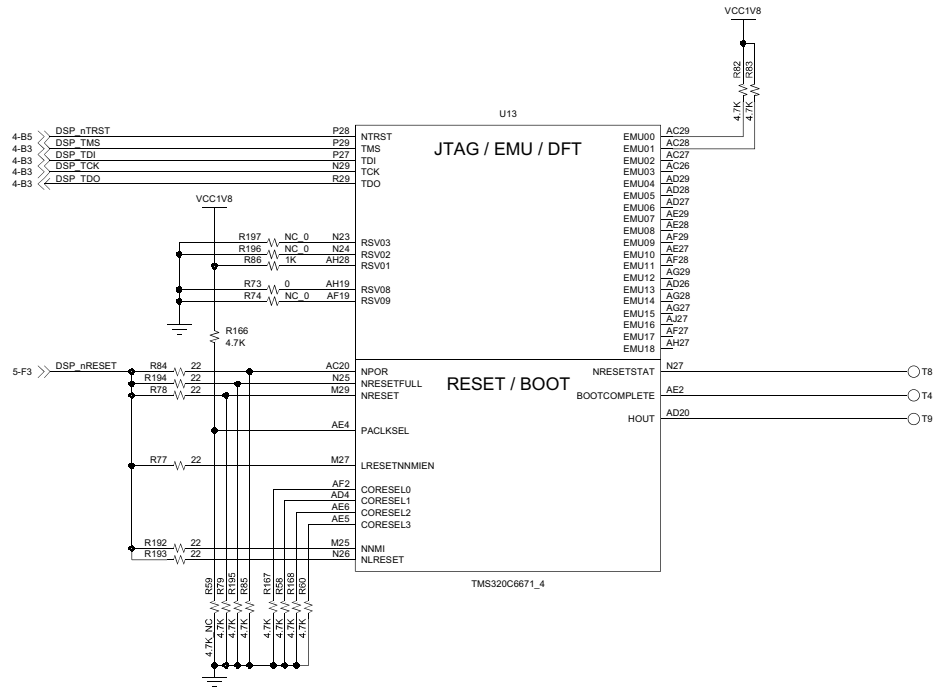 VCC1V8
R82
R83
4.7K
4.7K
U13
4-B5 DSP_nTRST P28 NTRST
4-B3 DSP_TMS P29 TMS
4-B3 DSP_TDI P27 TDI
4-B3 DSP_TCK N29 TCK
4-B3 DSP_TDO R29 TDO
JTAG / EMU / DFT
EMU00 AC29
EMU01 AC28
EMU02 AC27
EMU03 AC26
EMU04 AD29
EMU05 AD28
EMU06 AD27
EMU07 AE29
EMU08 AE28
EMU09 AF29
EMU10 AE27
EMU11 AF28
EMU12 AG29
EMU13 AD26
EMU14 AG28
EMU15 AG27
EMU16 AJ27
EMU17 AF27
EMU18 AH27
VCC1V8
R197 NC_0 N23 RSV03
R196 NC_0 N24 RSV02
R86 1K AH28 RSV01
R73 0 AH19 RSV08
R74 NC_0 AF19 RSV09
R166
4.7K
5-F3 DSP_nRESET R84 22 AC20 NPOR
R194 22 N25 NRESETFULL
R78 22 M29 NRESET
RESET / BOOT
NRESETSTAT N27 T8
BOOTCOMPLETE AE2 T4
HOUT AD20 T9
AE4 PACLKSEL
R77 22 M27 LRESETNNMIEN
AF2 CORESEL0
AD4 CORESEL1
AE6 CORESEL2
AE5 CORESEL3
R192 22 M25 NNMI
R193 22 N26 NLRESET
R59
R79
R195
R85
R167
R58
R168
R60
4.7K_NC
4.7K
4.7K
4.7K
4.7K
4.7K
4.7K
4.7K
TMS320C6671_4